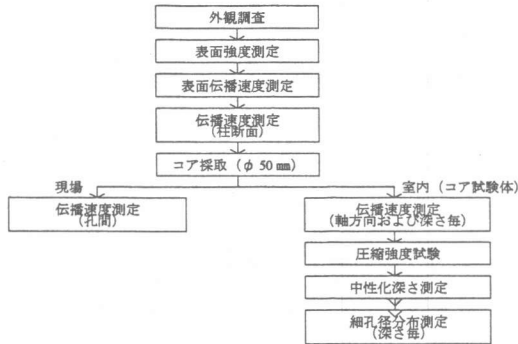 外観調査
表面強度測定
表面伝播速度測定
伝播速度測定
(柱断面)
コア採取（φ 50 ㎜）
現場
室内（コア試験体）
伝播速度測定
(孔間)
伝播速度測定
(軸方向および深さ毎)
圧縮強度試験
中性化深さ測定
細孔径分布測定
(深さ毎)